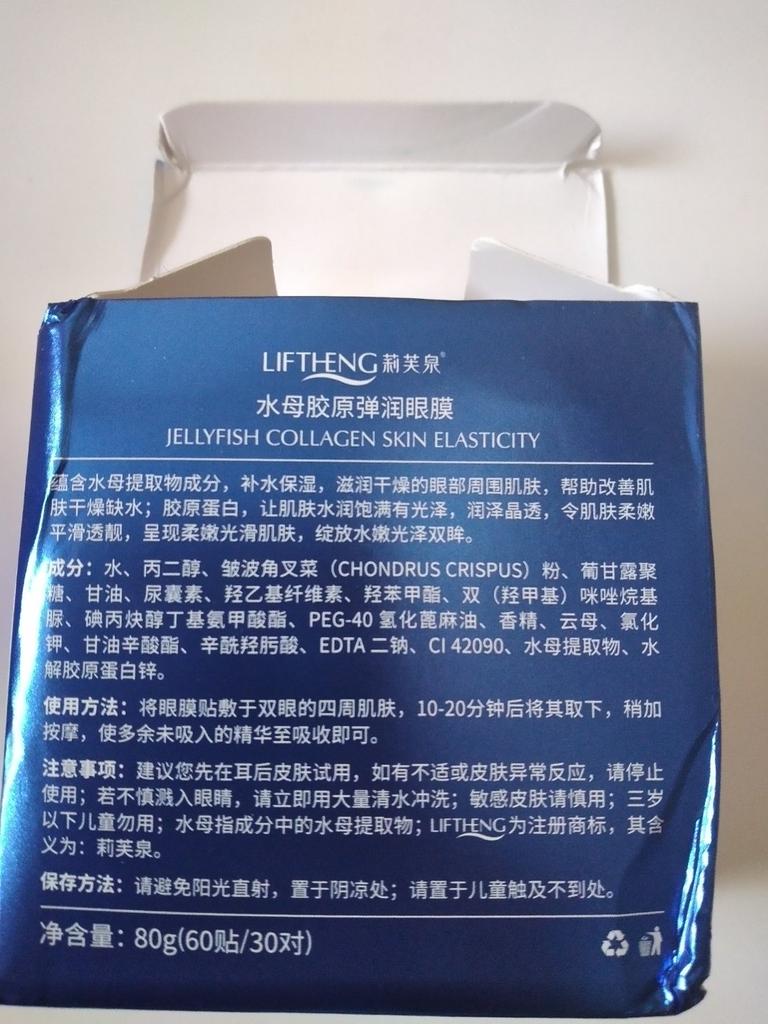 LIFTHENG 莉芙泉®
水母胶原弹润眼膜
JELLYFISH COLLAGEN SKIN ELASTICITY
蕴含水母提取物成分，补水保湿，滋润干燥的眼部周围肌肤，帮助改善肌
肤干燥缺水；胶原蛋白，让肌肤水润饱满有光泽，润泽晶透，令肌肤柔嫩
平滑透靓，呈现柔嫩光滑肌肤，绽放水嫩光泽双眸。
成分：水、丙二醇、皱波角叉菜（CHONDRUS CRISPUS）粉、葡甘露聚
糖、甘油、尿囊素、羟乙基纤维素、羟苯甲酯、双（羟甲基）咪唑烷基
脲、碘丙炔醇丁基氨甲酸酯、PEG-40 氢化蓖麻油、香精、云母、氯化
钾、甘油辛酸酯、辛酰羟肟酸、EDTA 二钠、CI 42090、水母提取物、水
解胶原蛋白锌。
使用方法：将眼膜贴敷于双眼的四周肌肤，10-20分钟后将其取下，稍加
按摩，使多余未吸入的精华至吸收即可。
注意事项：建议您先在耳后皮肤试用，如有不适或皮肤异常反应，请停止
使用；若不慎溅入眼睛，请立即用大量清水冲洗；敏感皮肤请慎用；三岁
以下儿童勿用；水母指成分中的水母提取物；LIFTHENG为注册商标，其含
义为：莉芙泉。
保存方法：请避免阳光直射，置于阴凉处；请置于儿童触及不到处。
净含量：80g(60贴/30对)